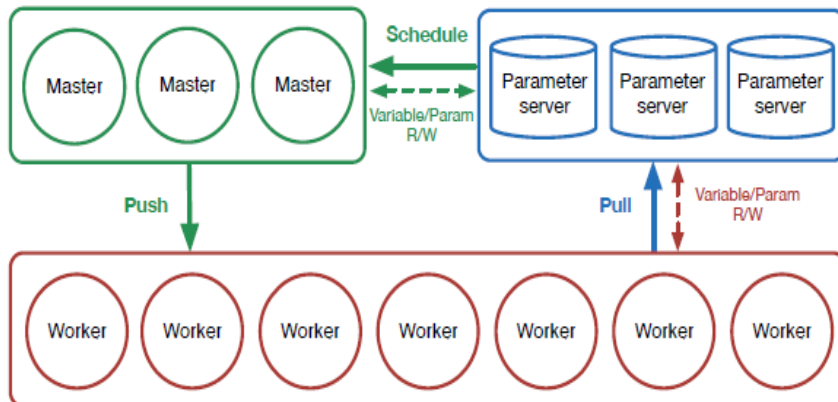 Schedule
Master Master Master
Parameter server
Parameter server
Parameter server
Variable/Param
R/W
Push
Pull
Variable/Param
R/W
Worker Worker Worker Worker Worker Worker Worker